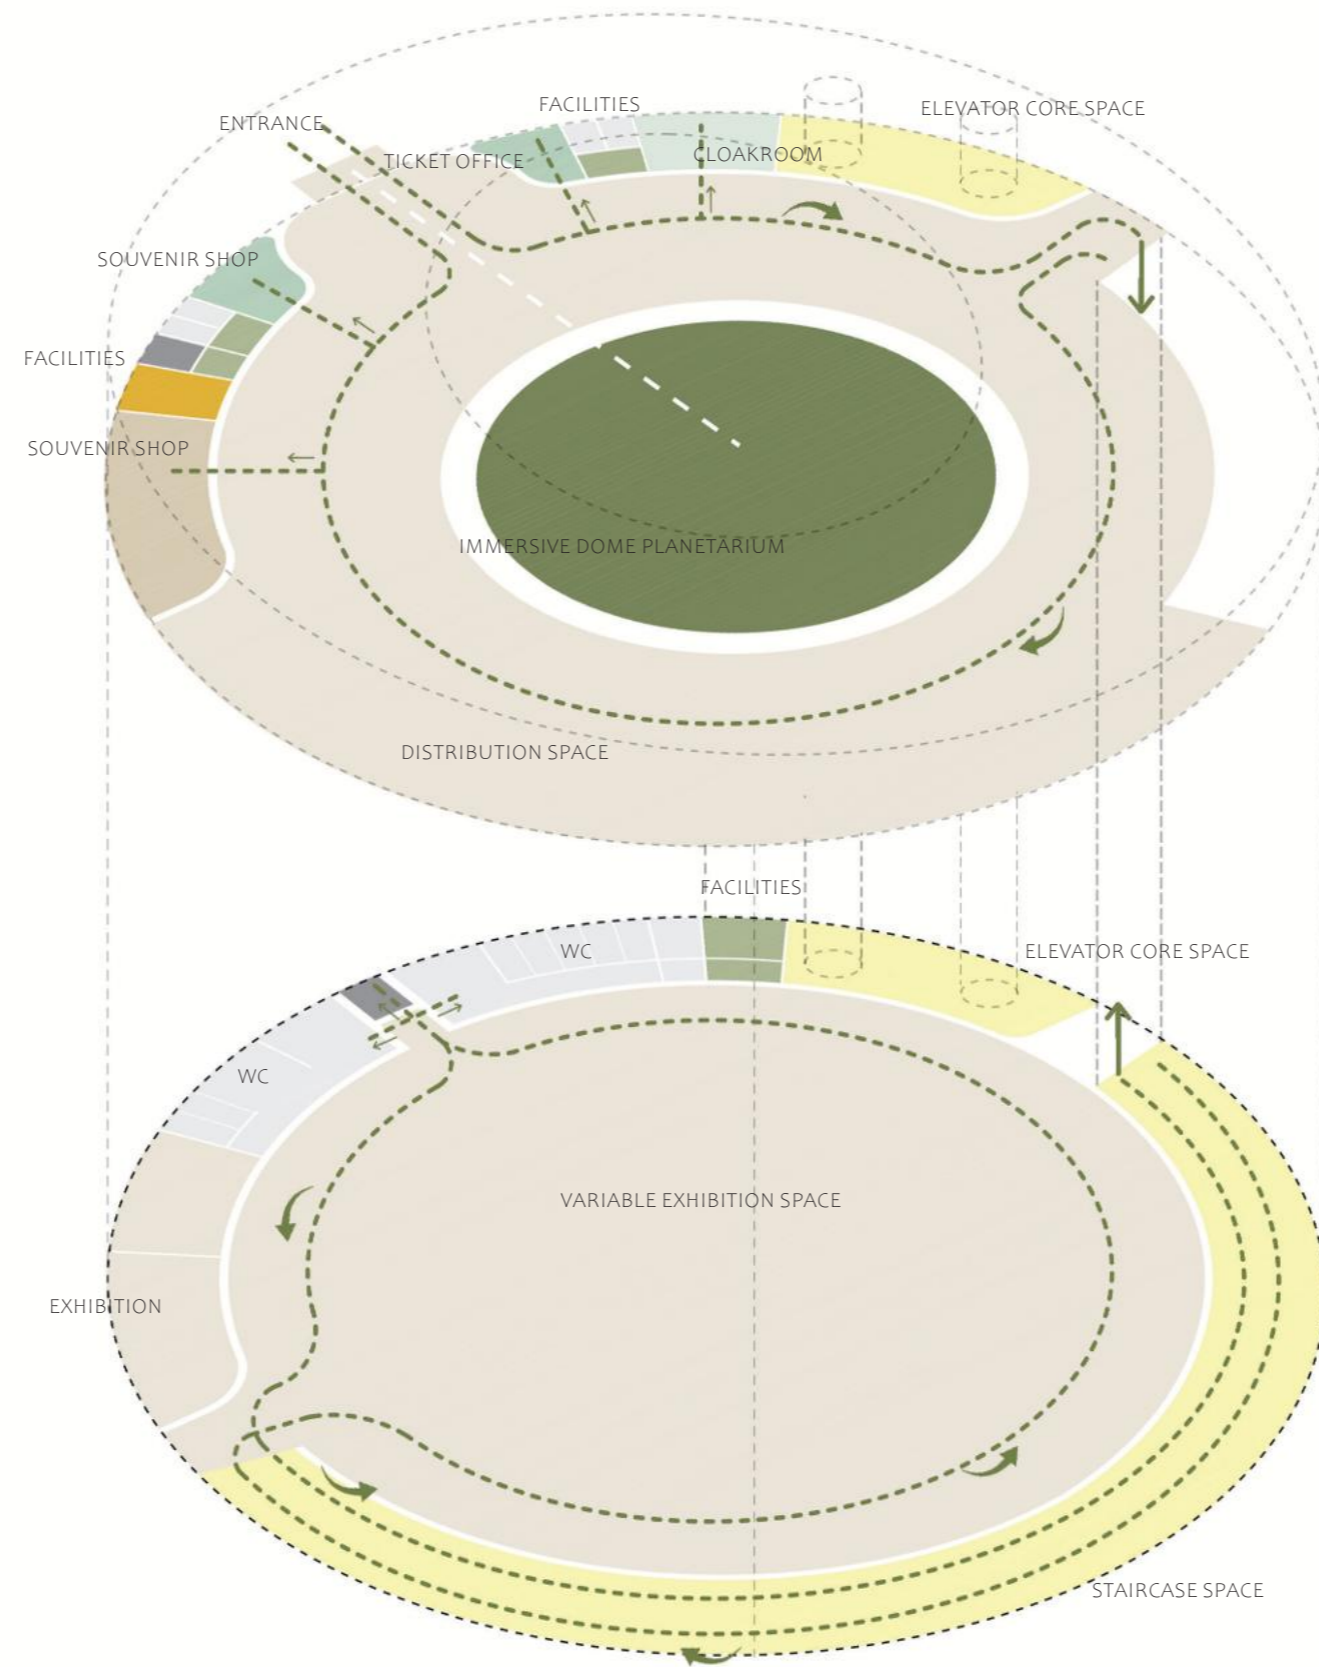 FACILITIES
ELEVATOR CORE SPACE
ENTRANCE
TICKET OFFICE
CLOAKROOM
SOUVENIR SHOP
FACILITIES
SOUVENIR SHOP
IMMERSIVE DOME PLANETARIUM
DISTRIBUTION SPACE
FACILITIES
WC
ELEVATOR CORE SPACE
WC
VARIABLE EXHIBITION SPACE
EXHIBITION
STAIRCASE SPACE